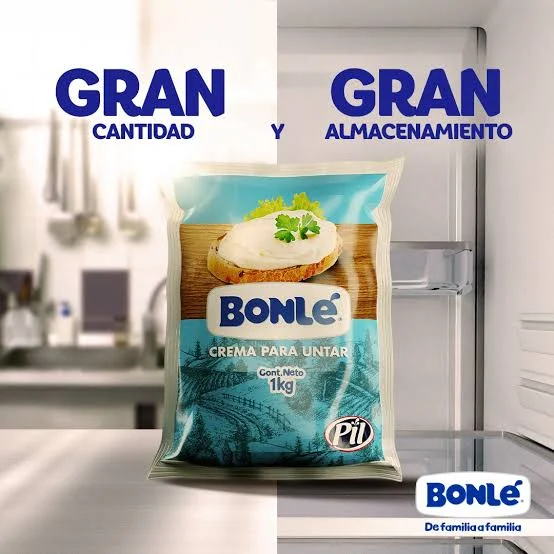 GRAN
CANTIDAD
Y
GRAN
ALMACENAMIENTO
BONLÉ
CREMA PARA UNTAR
Cont.Neto
1kg
Pil
BONLÉ
De familia a familia